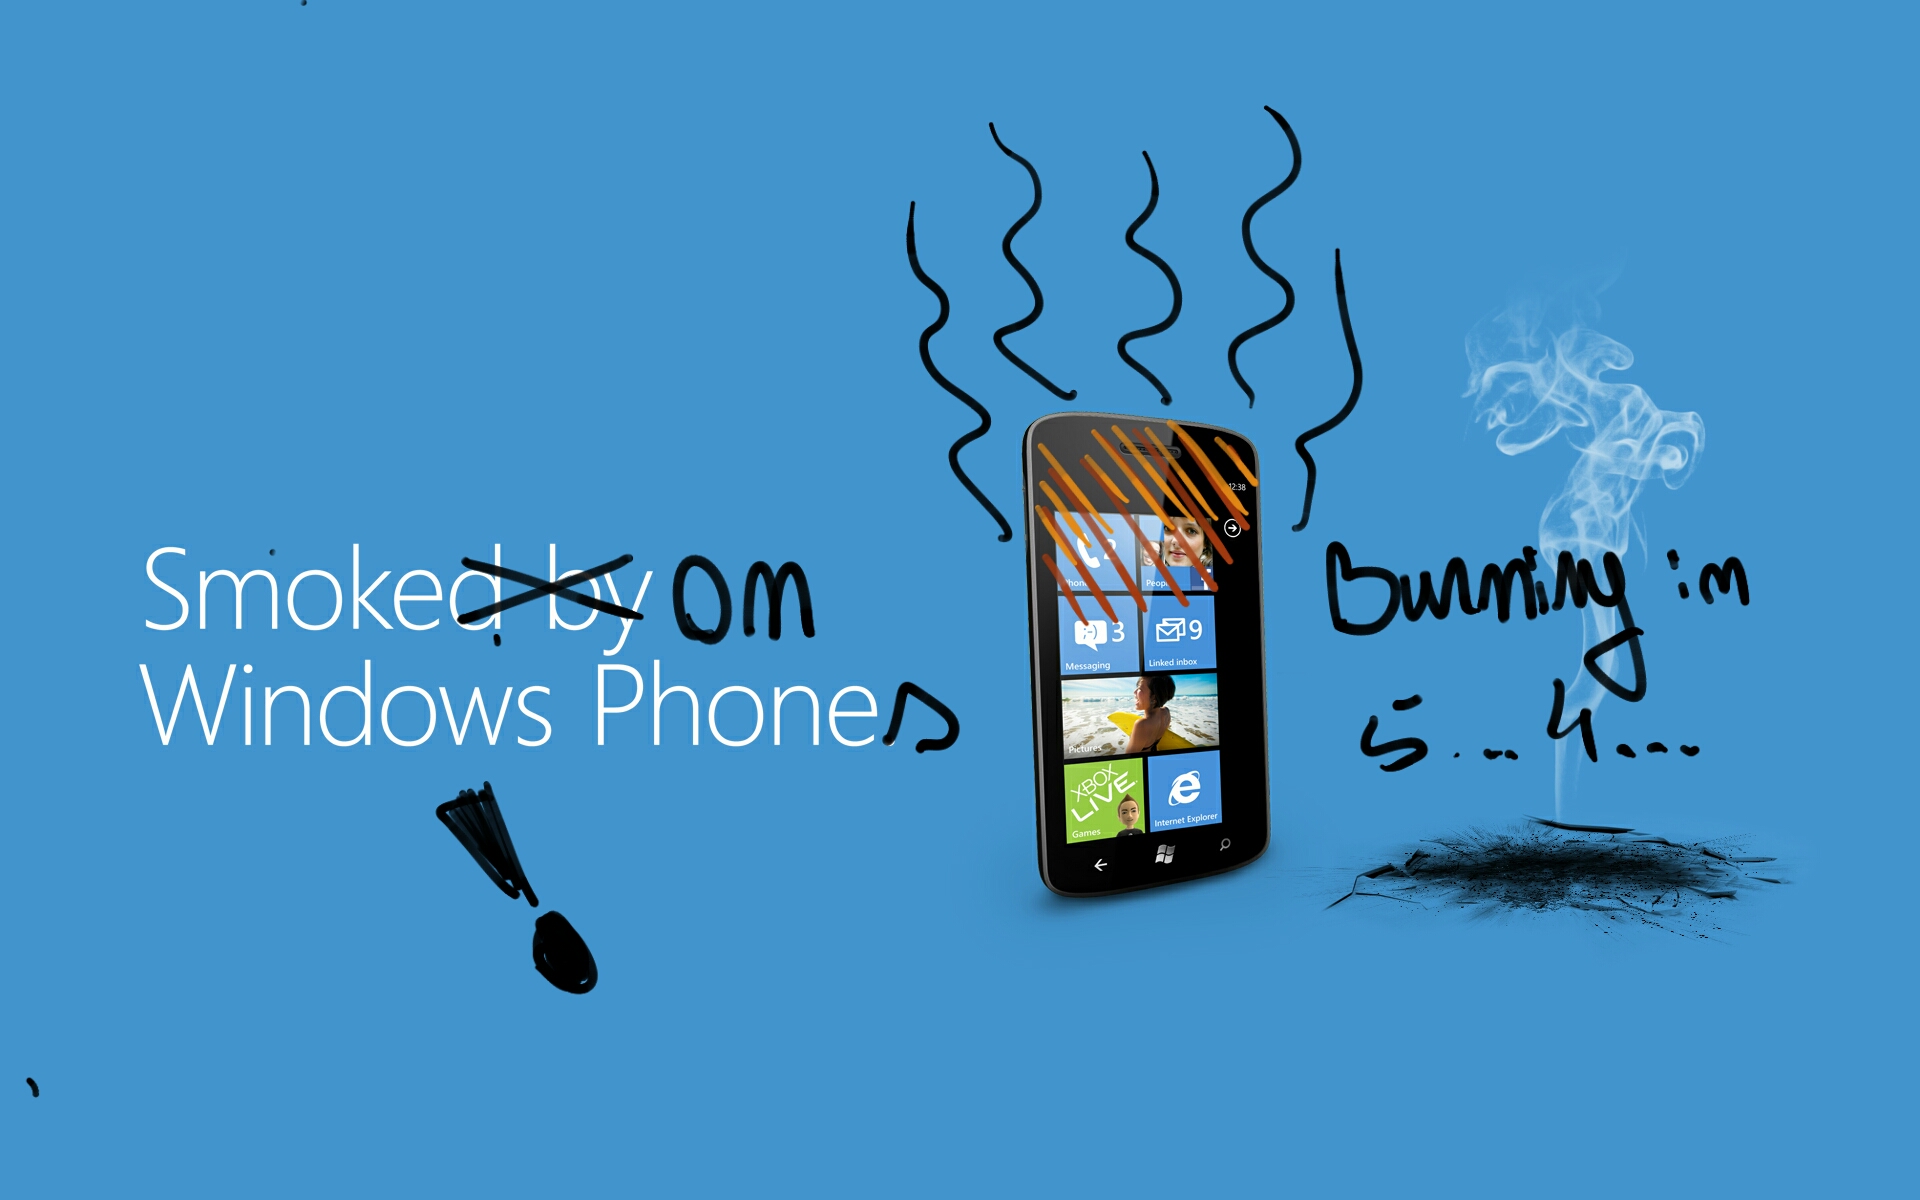 Smoked by on
Windows Phones
Burning in
5... 4...
12:38
2
Phone
People
3
9
Messaging
Linked inbox
Pictures
XBOX
LIVE
Games
Internet Explorer